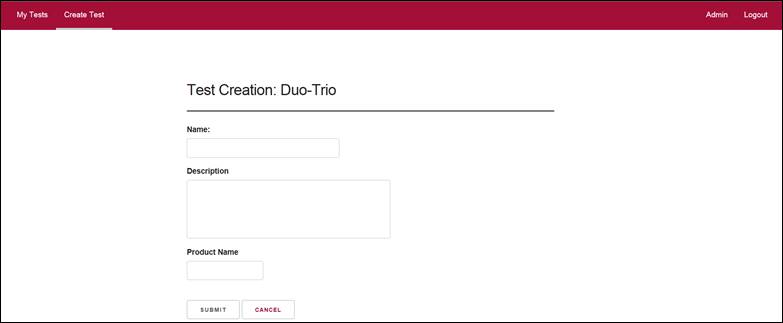 My Tests Create Test Admin Logout
Test Creation: Duo-Trio
Name:
Description
Product Name
SUBMIT CANCEL